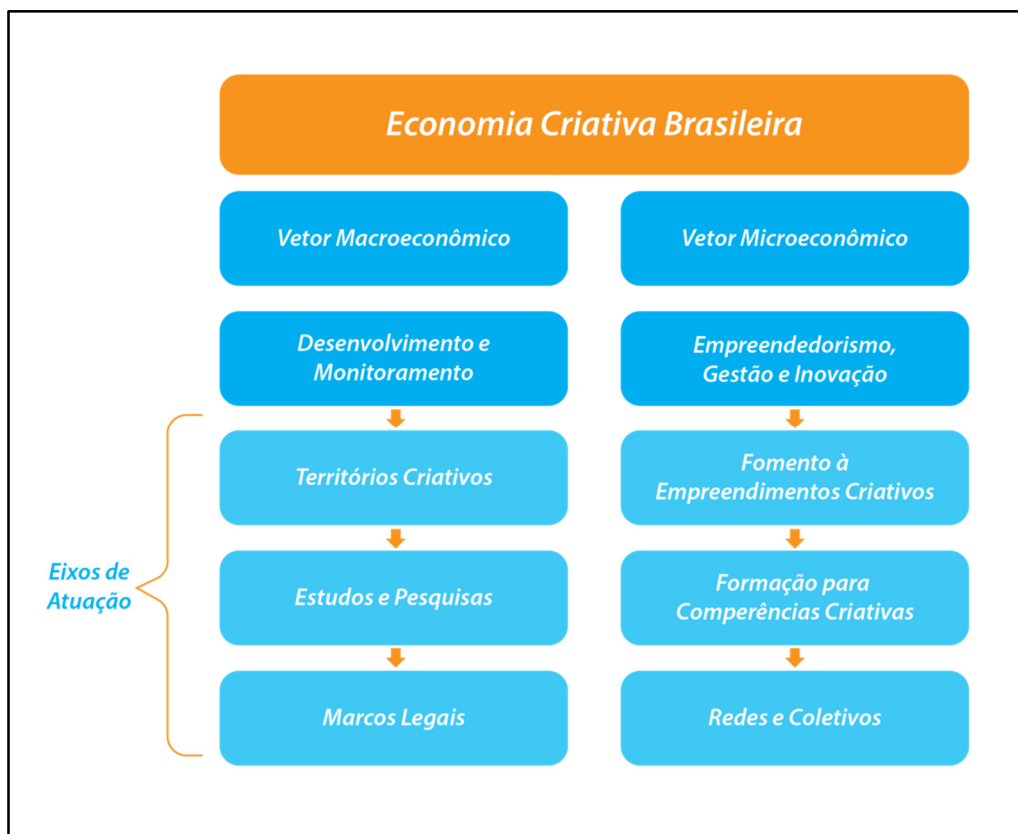 Economia Criativa Brasileira
Vetor Macroeconômico
Vetor Microeconômico
Desenvolvimento e
Monitoramento
Empreendedorismo,
Gestão e Inovação
Eixos de
Atuação
Territórios Criativos
Fomento à
Empreendimentos Criativos
Estudos e Pesquisas
Formação para
Comperências Criativas
Marcos Legais
Redes e Coletivos